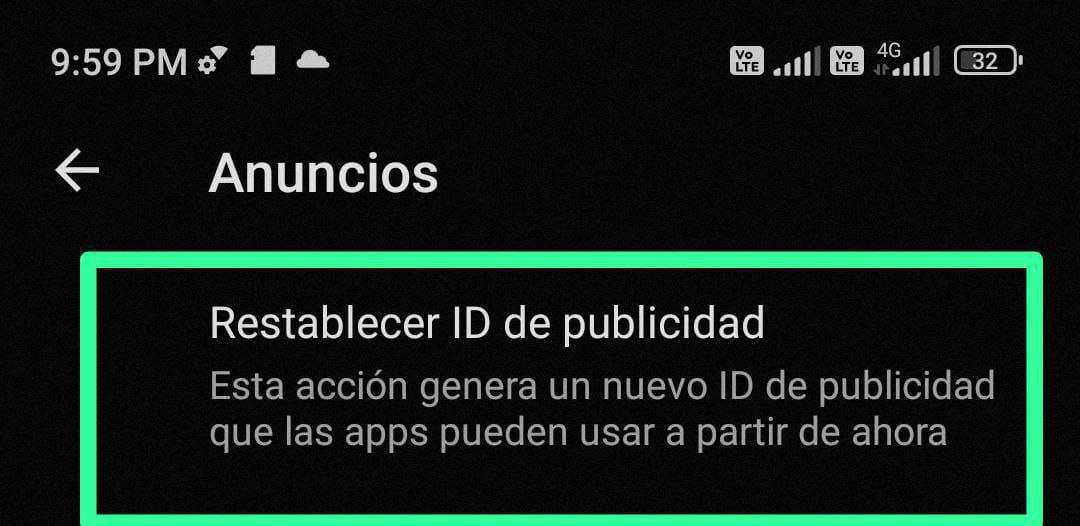 9:59 PM Vo LTE Vo LTE 4G 32
Anuncios
Restablecer ID de publicidad
Esta acción genera un nuevo ID de publicidad
que las apps pueden usar a partir de ahora